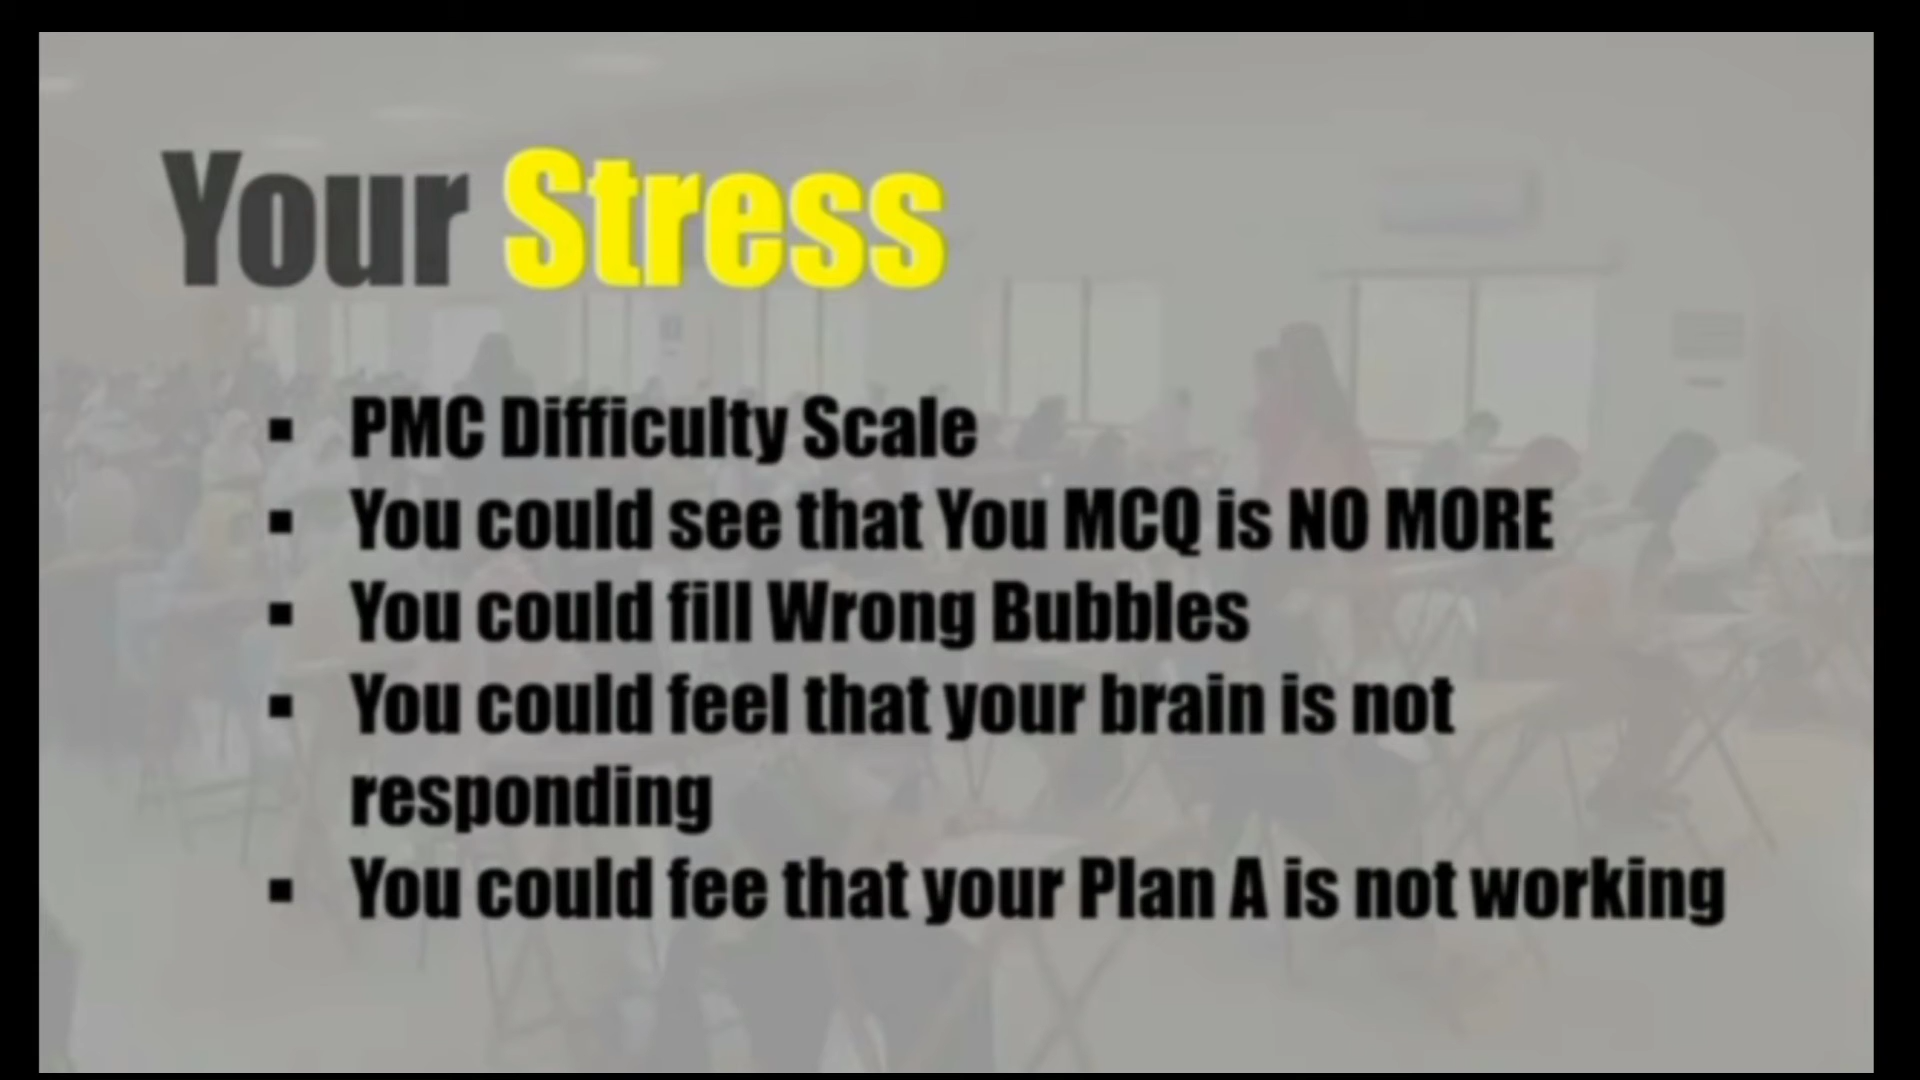 Your Stress
▪ PMC Difficulty Scale
▪ You could see that You MCQ is NO MORE
▪ You could fill Wrong Bubbles
▪ You could feel that your brain is not
responding
▪ You could fee that your Plan A is not working